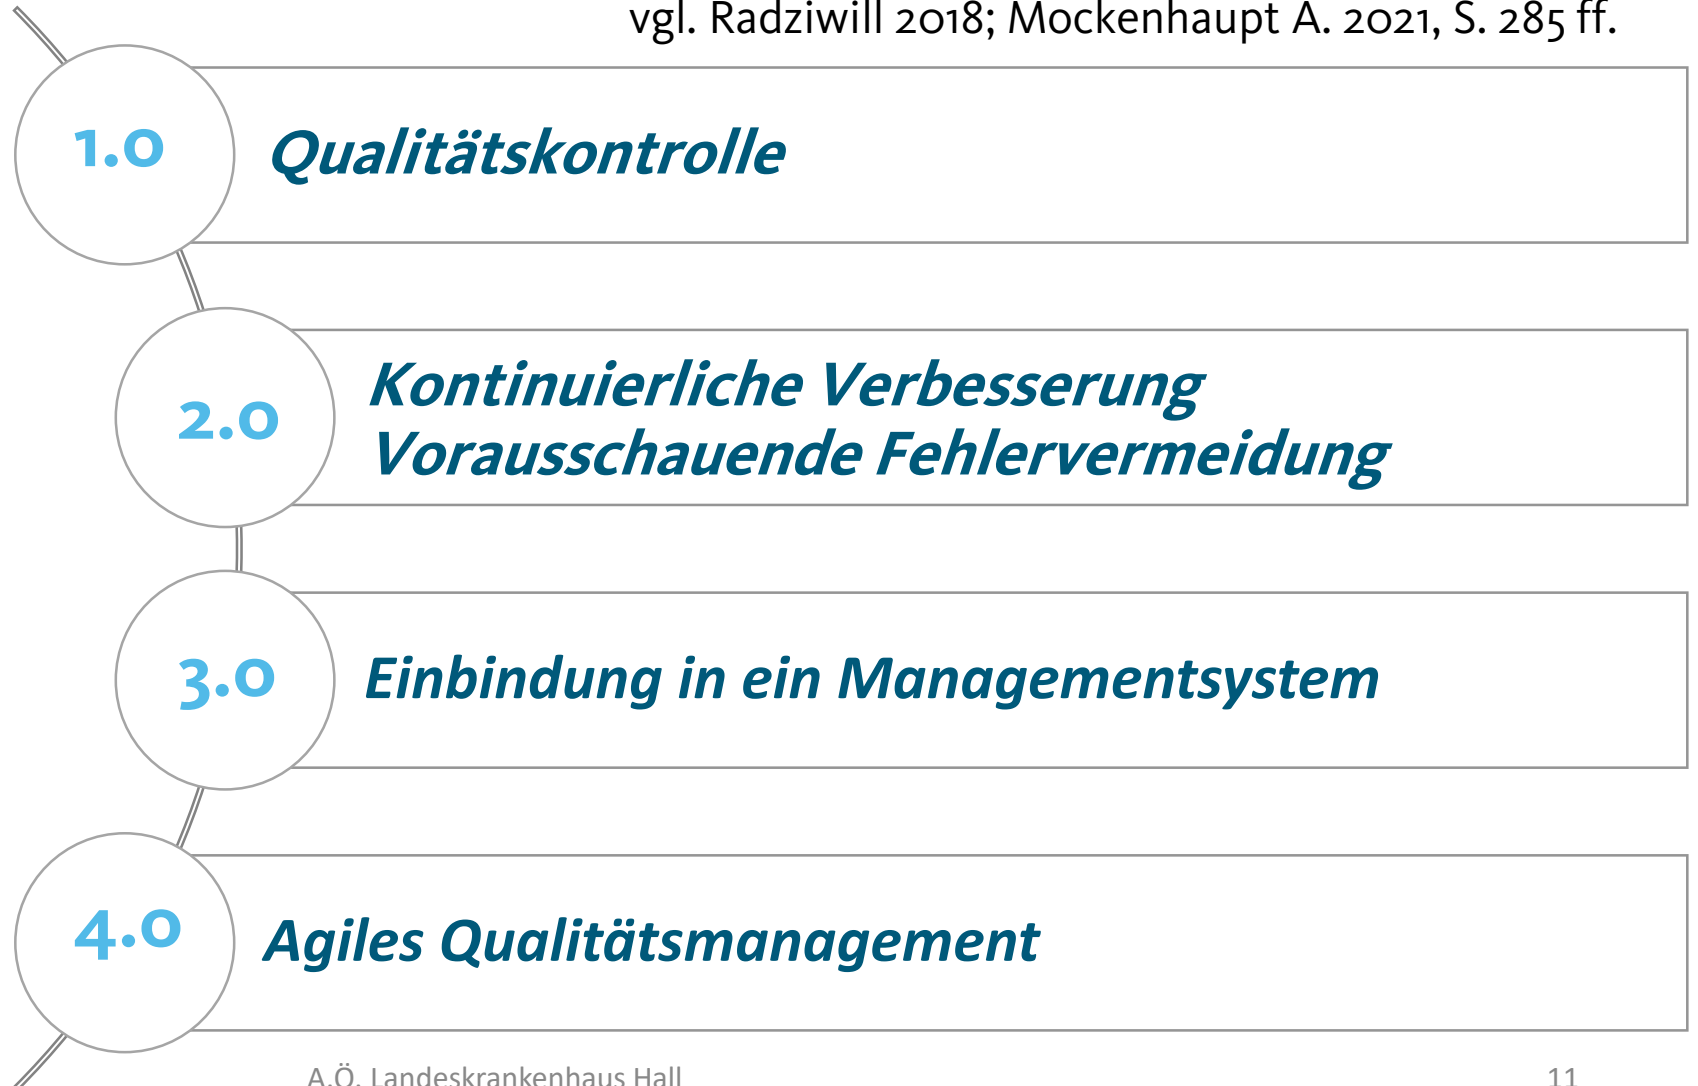 vgl. Radziwill 2018; Mockenhaupt A. 2021, S. 285 ff.
1.0
Qualitätskontrolle
2.0
Kontinuierliche Verbesserung
Vorausschauende Fehlervermeidung
3.0
Einbindung in ein Managementsystem
4.0
Agiles Qualitätsmanagement
A.Ö. Landeskrankenhaus Hall
11